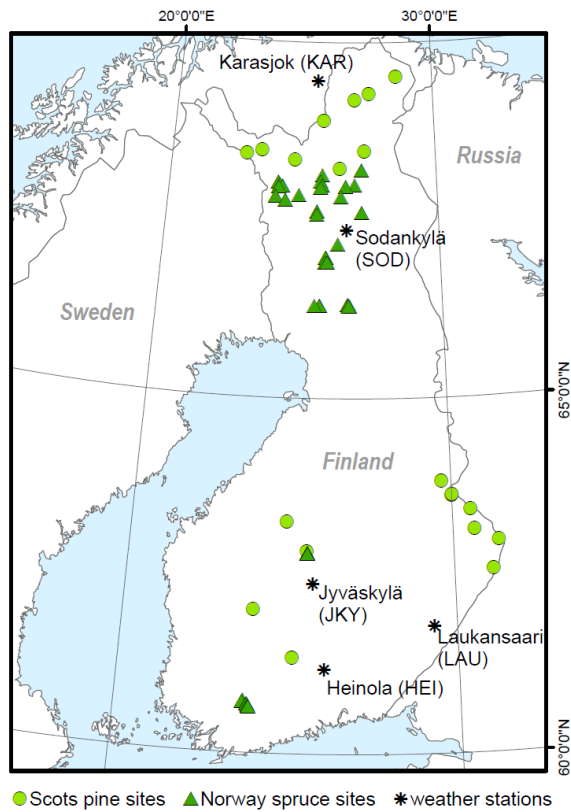 20°0'0"E
30°0'0"E
Karasjok (KAR)
Russia
Sodankylä
(SOD)
Sweden
65°0'0"N
Finland
Jyväskylä
(JKY)
Laukansaari
(LAU)
Heinola (HEI)
60°0'0"N
Scots pine sites
Norway spruce sites
weather stations